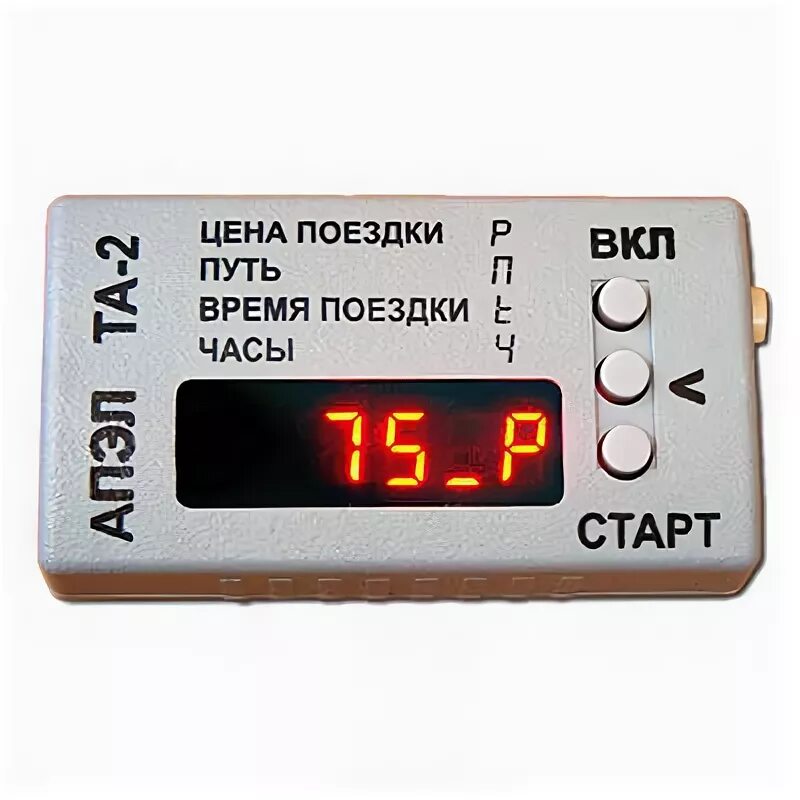 АПЭЛ ТА-2
ЦЕНА ПОЕЗДКИ Р
ПУТЬ П
ВРЕМЯ ПОЕЗДКИ t
ЧАСЫ Ч
ВКЛ
V
75_P
СТАРТ